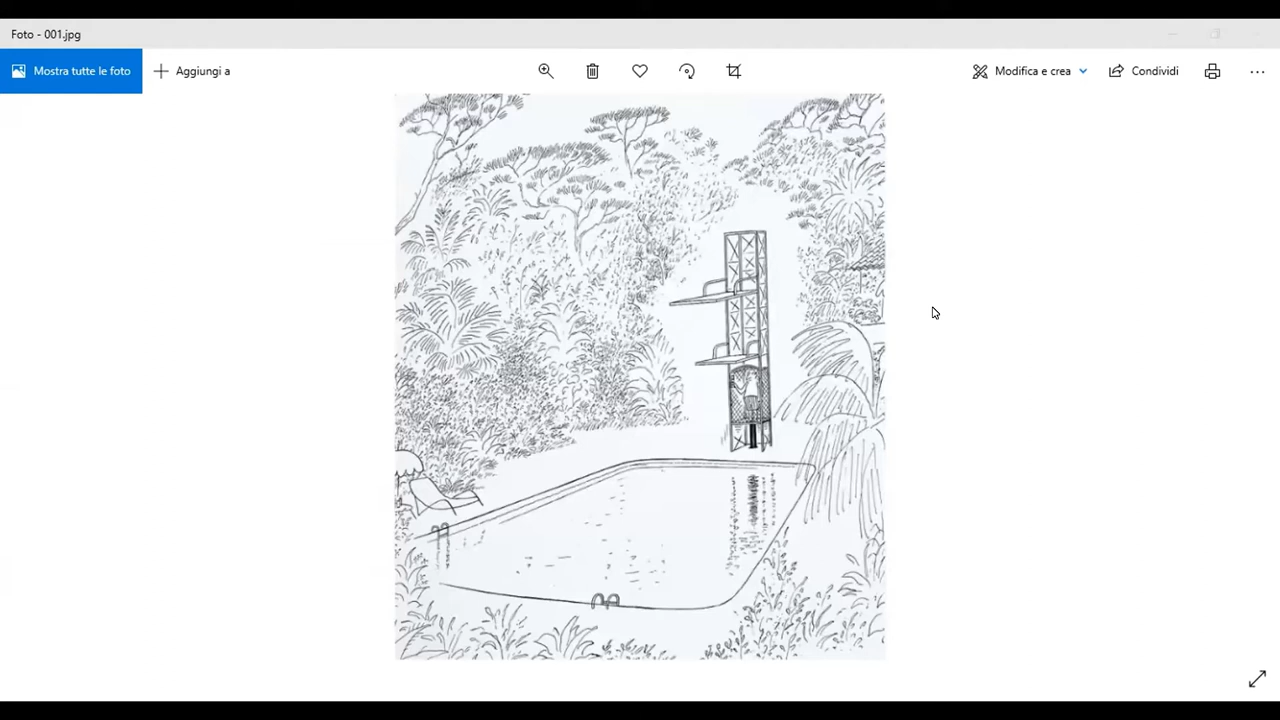 Foto - 001.jpg
Mostra tutte le foto
Aggiungi a
Modifica e crea
Condividi